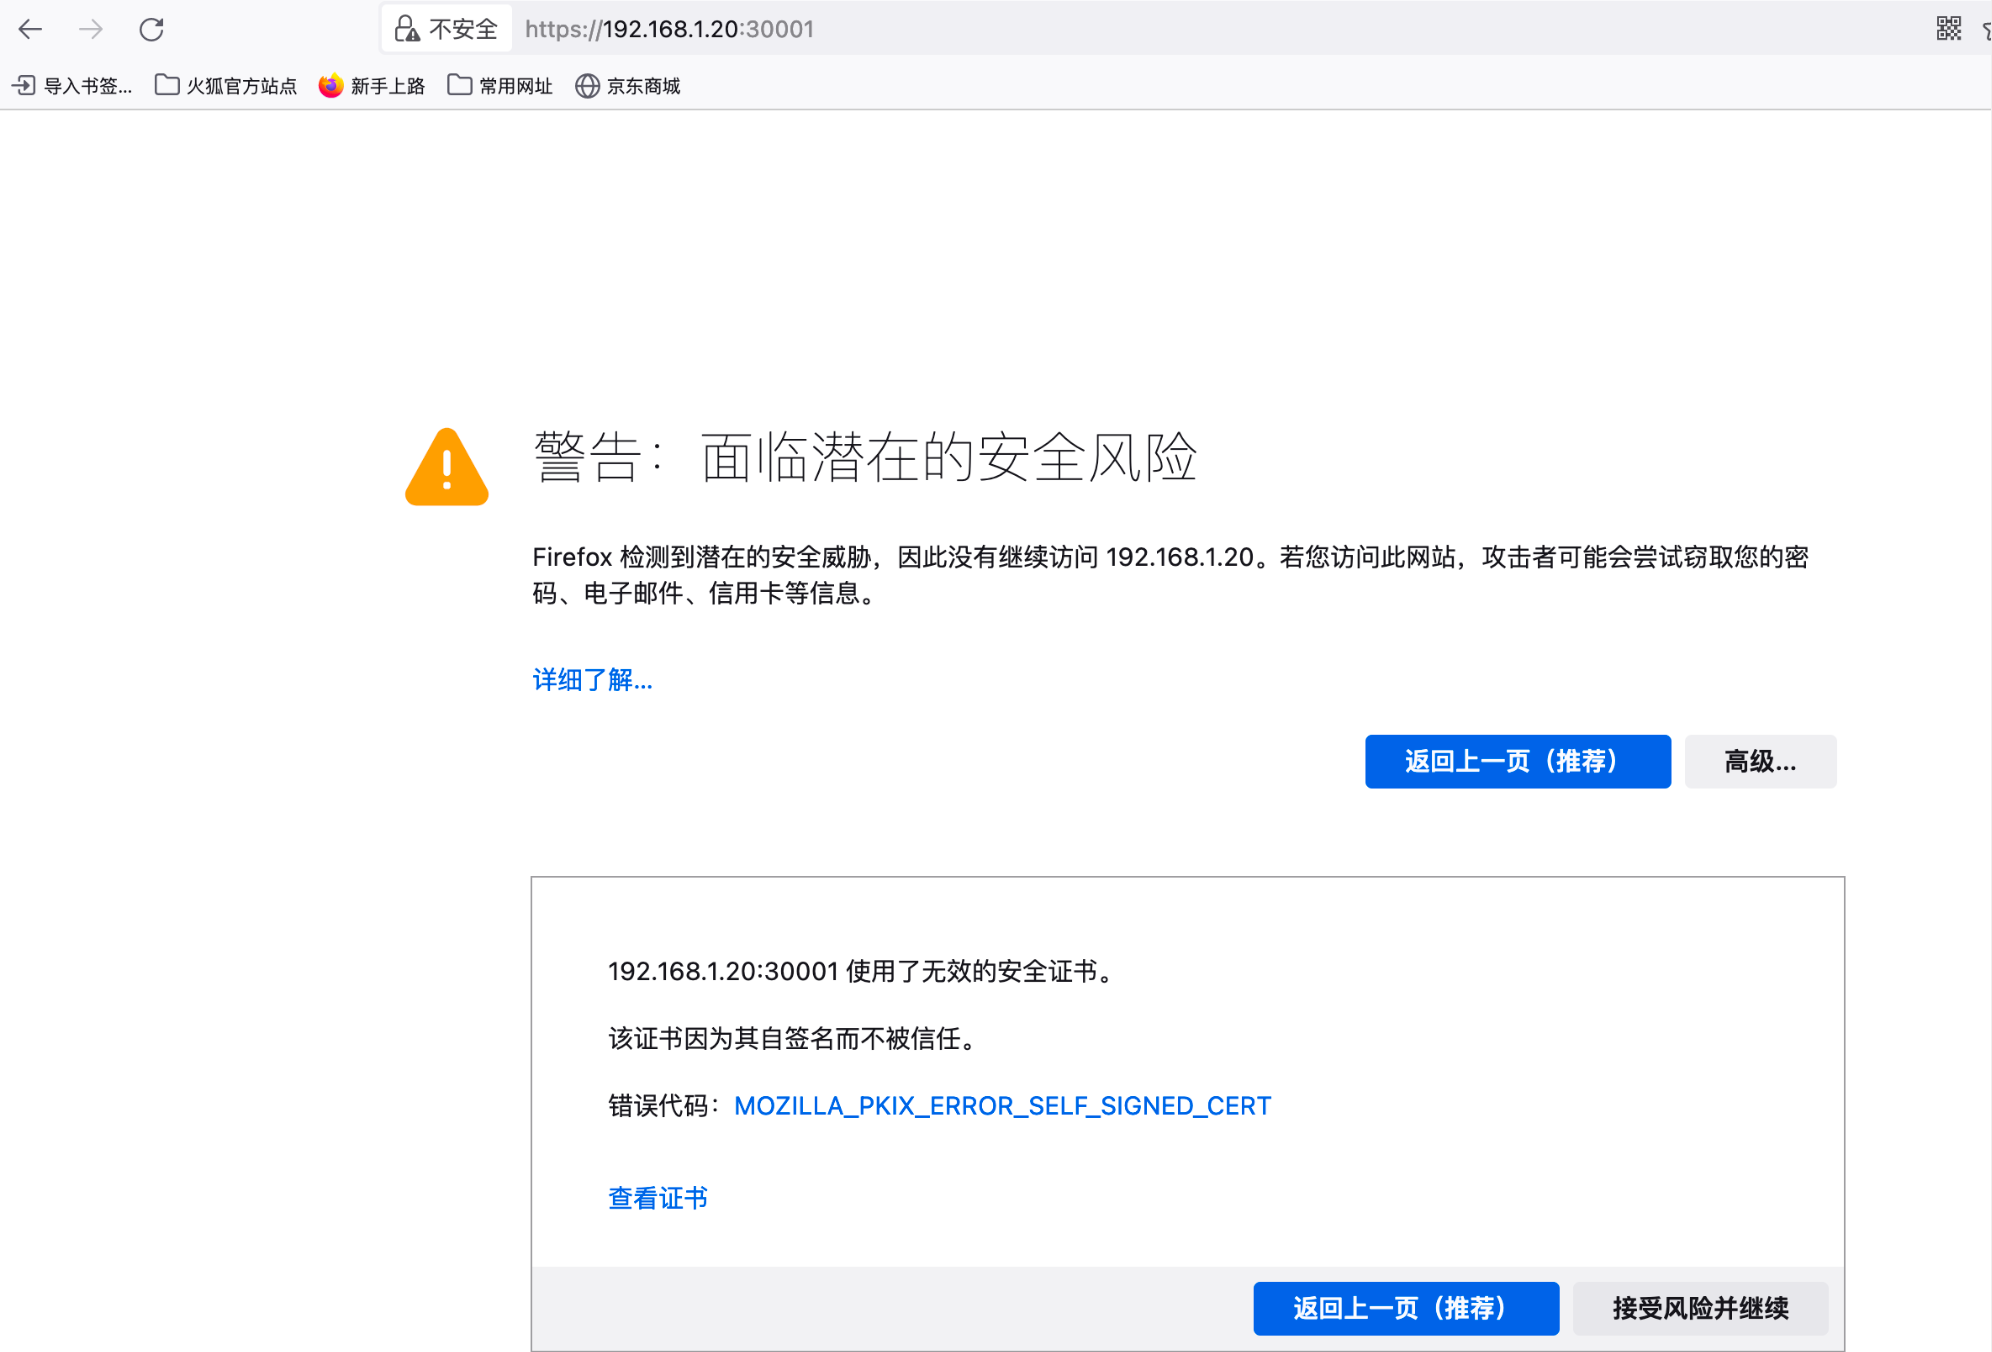 不安全 https://192.168.1.20:30001
导入书签... 火狐官方站点 新手上路 常用网址 京东商城
警告：面临潜在的安全风险
Firefox 检测到潜在的安全威胁，因此没有继续访问 192.168.1.20。若您访问此网站，攻击者可能会尝试窃取您的密
码、电子邮件、信用卡等信息。
详细了解...
返回上一页（推荐） 高级...
192.168.1.20:30001 使用了无效的安全证书。
该证书因为其自签名而不被信任。
错误代码：MOZILLA_PKIX_ERROR_SELF_SIGNED_CERT
查看证书
返回上一页（推荐） 接受风险并继续